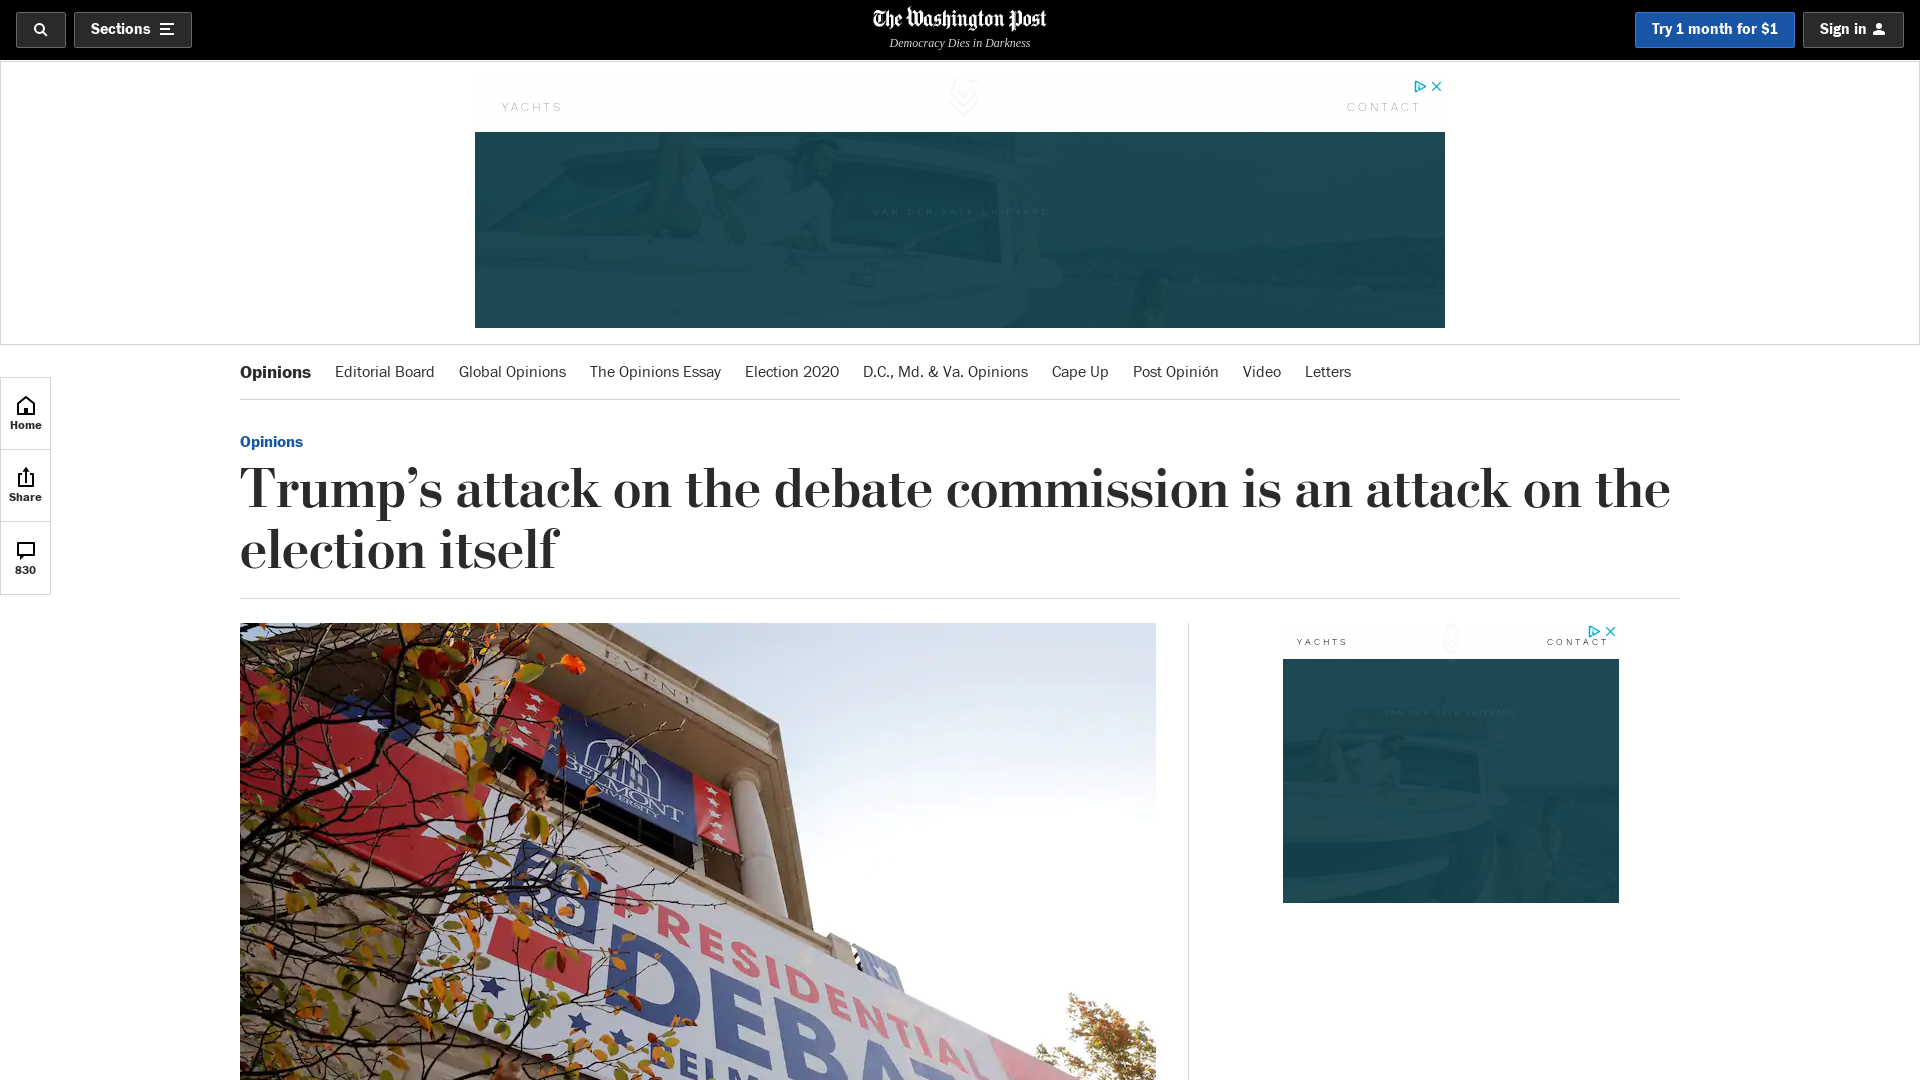 Sections
The Washington Post
Democracy Dies in Darkness
Try 1 month for $1
Sign in
YACHTS
CONTACT
VAN DER VALK SHIPYARD
Opinions
Editorial Board
Global Opinions
The Opinions Essay
Election 2020
D.C., Md. & Va. Opinions
Cape Up
Post Opinión
Video
Letters
Home
Share
830
Opinions
Trump’s attack on the debate commission is an attack on the
election itself
EVENT
BELMONT
UNIVERSITY
2020
PRESIDENTIAL
DEBAT
BELM
YACHTS
CONTACT
VAN DER VALK SHIPYARD